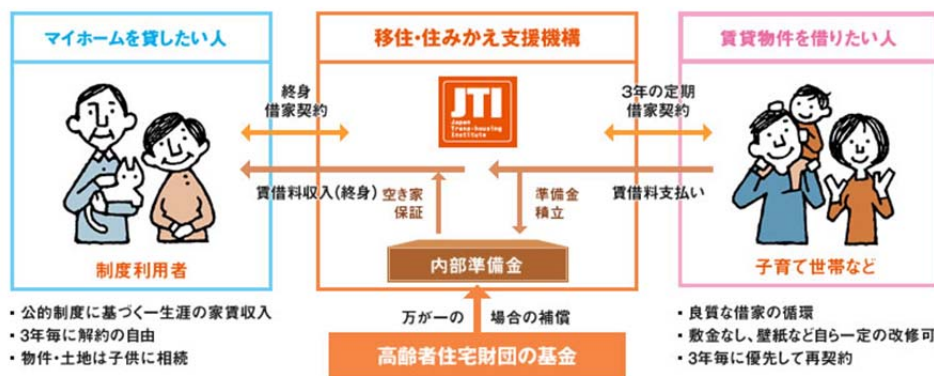 マイホームを貸したい人
移住・住みかえ支援機構
賃貸物件を借りたい人
終身
借家契約
JTI
Japan
Trans-housing
Institute
3年の定期
借家契約
賃借料収入(終身)
空き家
保証
準備金
積立
賃借料支払い
制度利用者
内部準備金
子育て世帯など
・公的制度に基づく一生涯の家賃収入
・3年毎に解約の自由
・物件・土地は子供に相続
万が一の 場合の補償
高齢者住宅財団の基金
・良質な借家の循環
・敷金なし、壁紙など自ら一定の改修可
・3年毎に優先して再契約